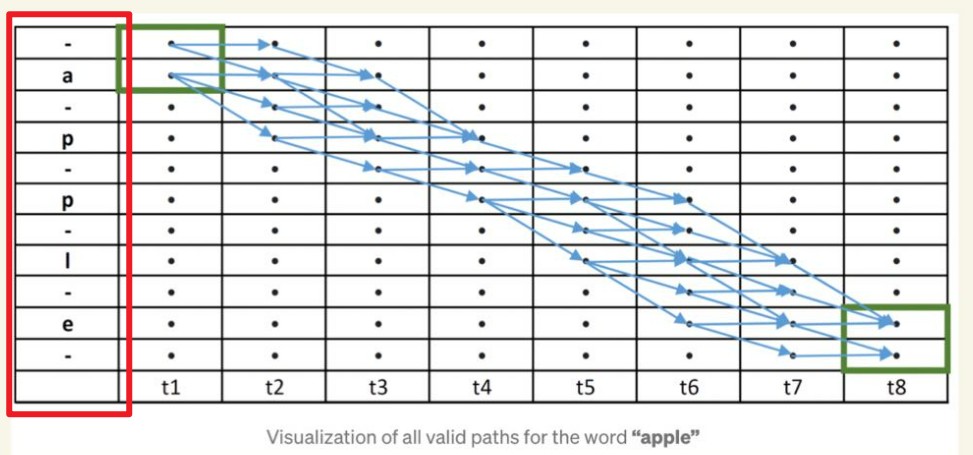 -
a
-
p
-
p
-
l
-
e
-
t1 t2 t3 t4 t5 t6 t7 t8
Visualization of all valid paths for the word “apple”